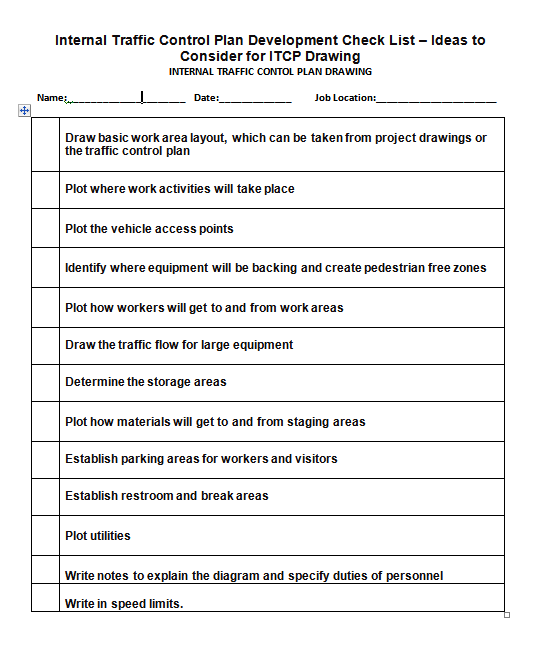 Internal Traffic Control Plan Development Check List – Ideas to
Consider for ITCP Drawing
INTERNAL TRAFFIC CONTOL PLAN DRAWING
Name:______________________ Date:_____________ Job Location:______________________
Draw basic work area layout, which can be taken from project drawings or
the traffic control plan
Plot where work activities will take place
Plot the vehicle access points
Identify where equipment will be backing and create pedestrian free zones
Plot how workers will get to and from work areas
Draw the traffic flow for large equipment
Determine the storage areas
Plot how materials will get to and from staging areas
Establish parking areas for workers and visitors
Establish restroom and break areas
Plot utilities
Write notes to explain the diagram and specify duties of personnel
Write in speed limits.